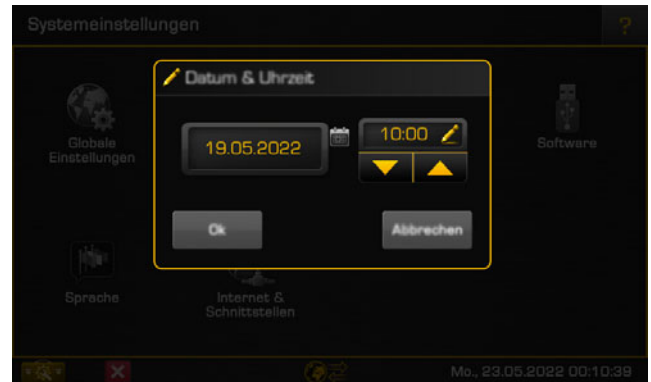 Systemeinstellungen
?
Datum & Uhrzeit
19.05.2022
10:00
Globale
Einstellungen
Software
Ok
Abbrechen
Sprache
Internet &
Schnittstellen
Mo., 23.05.2022 00:10:39